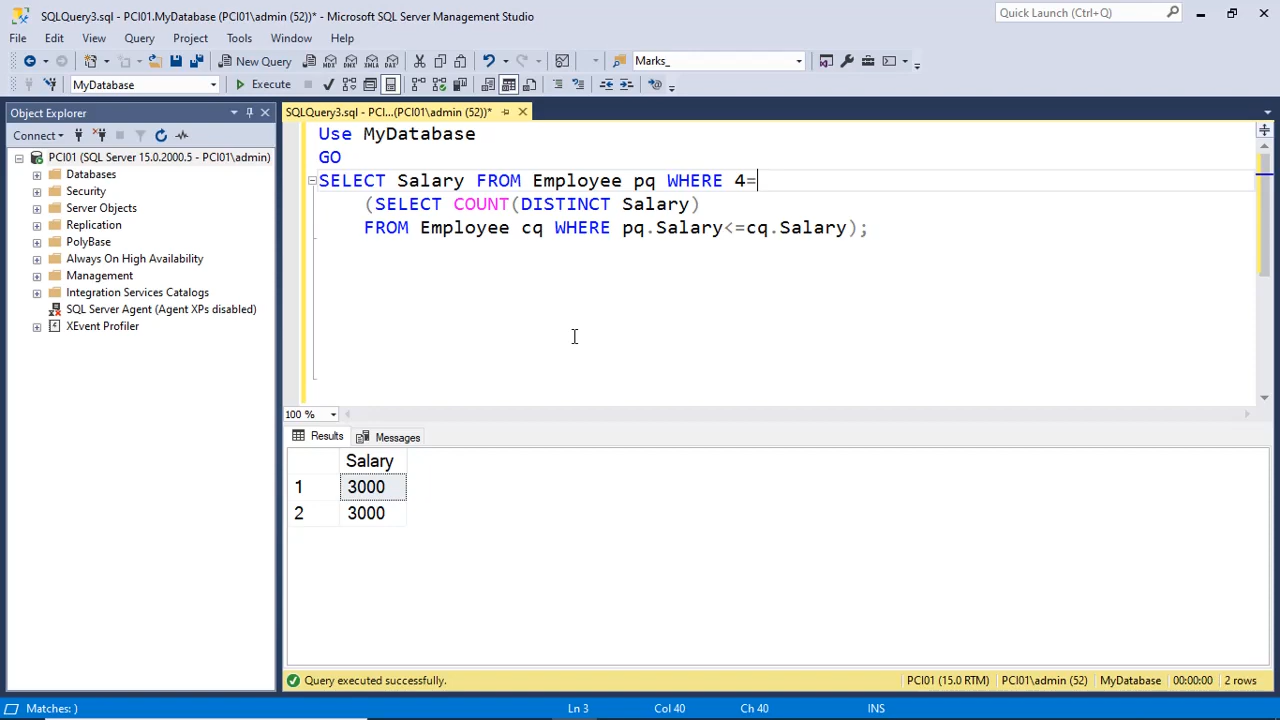 SQLQuery3.sql - PCI01.MyDatabase (PCI01\admin (52))* - Microsoft SQL Server Management Studio
Quick Launch (Ctrl+Q)
File Edit View Query Project Tools Window Help
New Query
Marks_
MyDatabase
Execute
Object Explorer
SQLQuery3.sql - PCI...(PCI01\admin (52))*
Connect
PCI01 (SQL Server 15.0.2000.5 - PCI01\admin)
Databases
Security
Server Objects
Replication
PolyBase
Always On High Availability
Management
Integration Services Catalogs
SQL Server Agent (Agent XPs disabled)
XEvent Profiler
Use MyDatabase
GO
SELECT Salary FROM Employee pq WHERE 4=
(SELECT COUNT(DISTINCT Salary)
FROM Employee cq WHERE pq.Salary<=cq.Salary);
100 %
Results Messages
Salary
1 3000
2 3000
Query executed successfully.
PCI01 (15.0 RTM) PCI01\admin (52) MyDatabase 00:00:00 2 rows
Matches: ) Ln 3 Col 40 Ch 40 INS